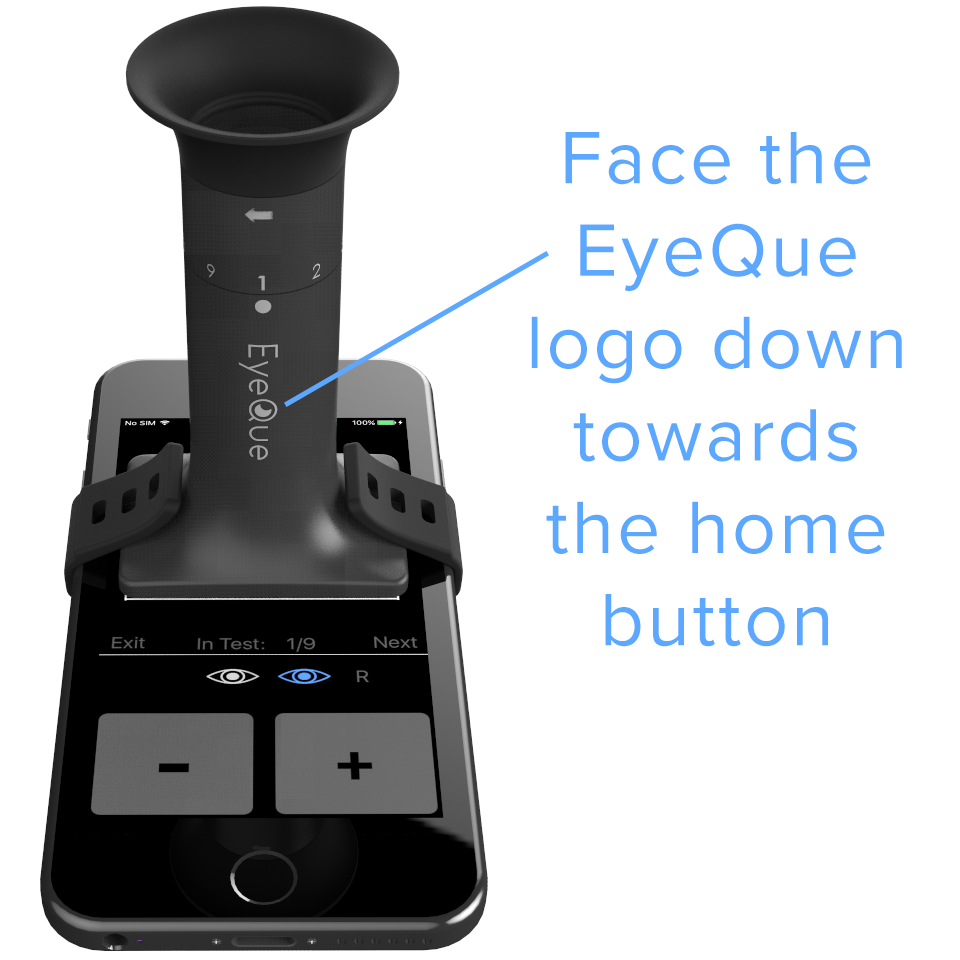 Face the
EyeQue
logo down
towards
the home
button
9 1 2
EyeQue
No SIM 100%
Exit In Test: 1/9 Next
R
- +